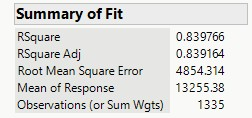 Summary of Fit
RSquare 0.839766
RSquare Adj 0.839164
Root Mean Square Error 4854.314
Mean of Response 13255.38
Observations (or Sum Wgts) 1335